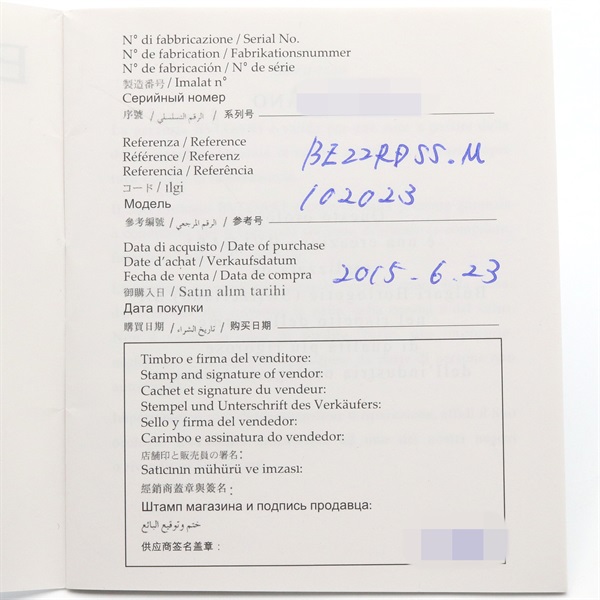 N° di fabbricazione / Serial No.
N° de fabrication / Fabrikationsnummer
N° de fabricación / N° de série
製造番号 / Imalat n°
Серийный номер
序號 / الرقم التسلسلي / 系列号
Referenza / Reference
Référence / Referenz
Referencia / Referência
コード / ılgi
Модель
參考編號 / الرقم المرجعي / 参考号
BEZZRDSS.M
102023
Data di acquisto / Date of purchase
Date d'achat / Verkaufsdatum
Fecha de venta / Data de compra
御購入日 / Satın alım tarihi
Дата покупки
購買日期 / تاريخ الشراء / 购买日期
2015-6.23
Timbro e firma del venditore:
Stamp and signature of vendor:
Cachet et signature du vendeur:
Stempel und Unterschrift des Verkäufers:
Sello y firma del vendedor:
Carimbo e assinatura do vendedor:
店舗印と販売員の署名:
Satıcının mühürü ve imzası:
經銷商蓋章與簽名:
Штамп магазина и подпись продавца:
ختم وتوقيع البائع
供应商签名盖章: